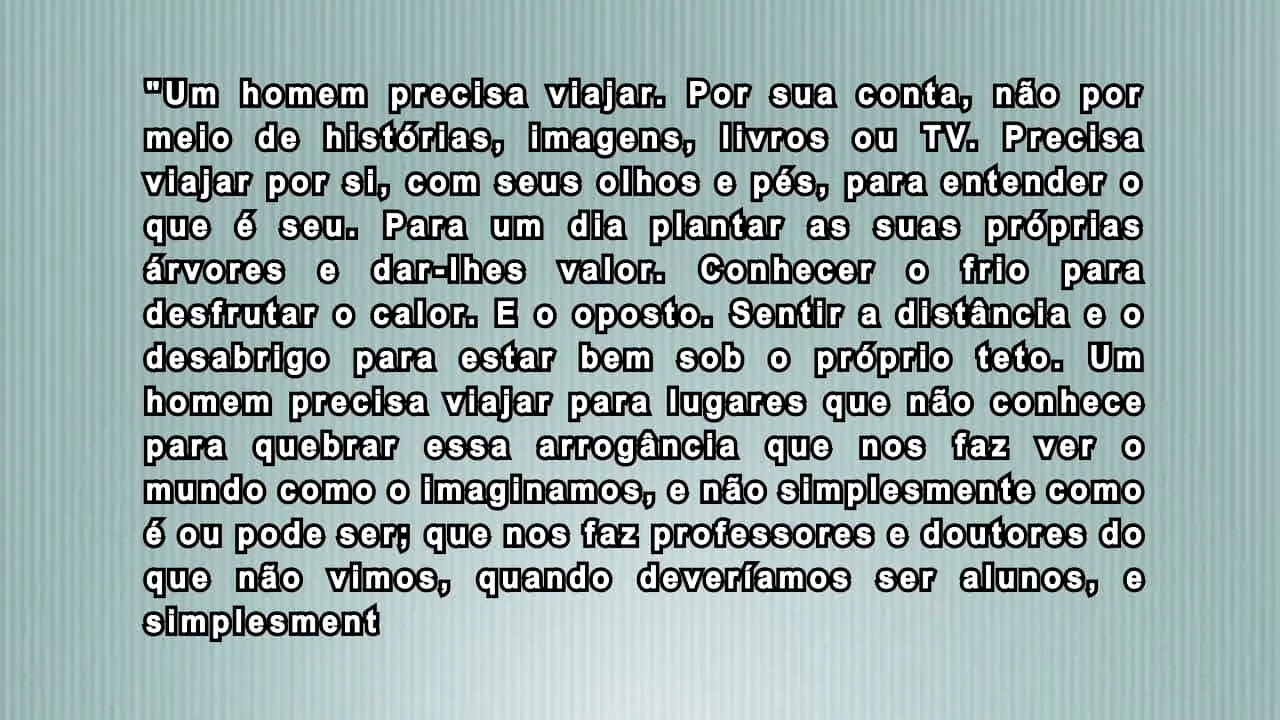 "Um homem precisa viajar. Por sua conta, não por
meio de histórias, imagens, livros ou TV. Precisa
viajar por si, com seus olhos e pés, para entender o
que é seu. Para um dia plantar as suas próprias
árvores e dar-lhes valor. Conhecer o frio para
desfrutar o calor. E o oposto. Sentir a distância e o
desabrigo para estar bem sob o próprio teto. Um
homem precisa viajar para lugares que não conhece
para quebrar essa arrogância que nos faz ver o
mundo como o imaginamos, e não simplesmente como
é ou pode ser; que nos faz professores e doutores do
que não vimos, quando deveríamos ser alunos, e
simplesment